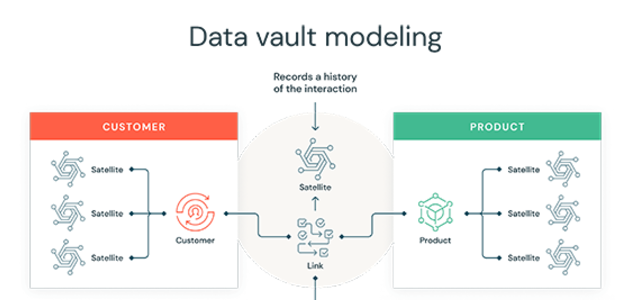 Data vault modeling
Records a history
of the interaction
CUSTOMER
PRODUCT
Satellite
Satellite
Satellite
Customer
Satellite
Link
Product
Satellite
Satellite
Satellite